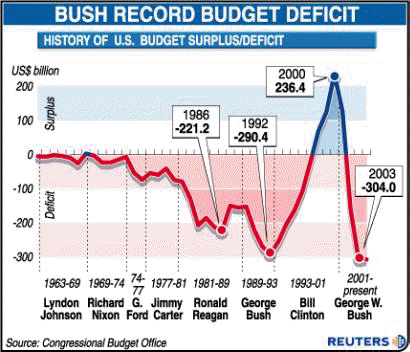 BUSH RECORD BUDGET DEFICIT
HISTORY OF U.S. BUDGET SURPLUS/DEFICIT
US$ billion
2000
236.4
200
Surplus
100
1986
-221.2
1992
-290.4
0
2003
-304.0
-100
Deficit
-200
-300
1963-69
Lyndon
Johnson
1969-74
Richard
Nixon
74-
77
G.
Ford
1977-81
Jimmy
Carter
1981-89
Ronald
Reagan
1989-93
George
Bush
1993-01
Bill
Clinton
2001-
present
George W.
Bush
Source: Congressional Budget Office
REUTERS